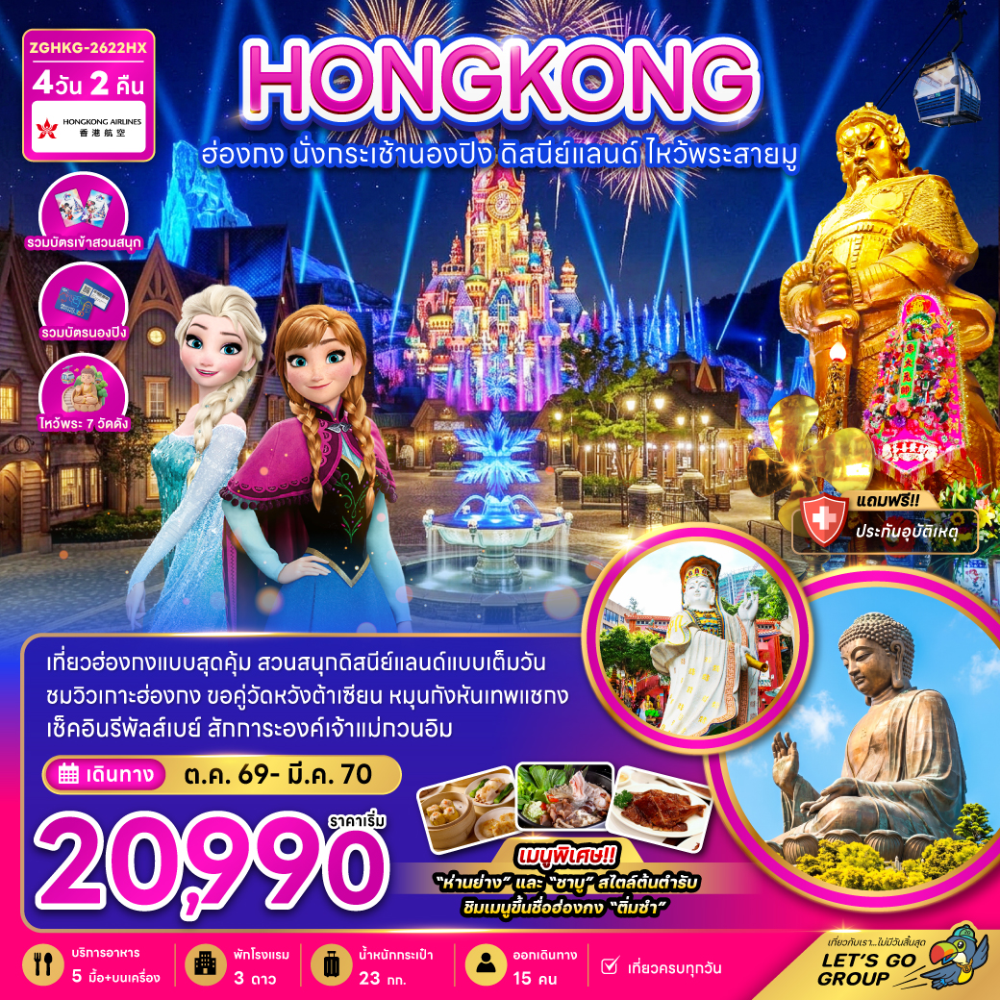 ZGHKG-2622HX
4วัน 2 คืน
HONGKONG AIRLINES
香港航空
HONGKONG
ฮ่องกง นั่งกระเช้านองปิง ดิสนีย์แลนด์ ไหว้พระสายมู
รวมบัตรเข้าสวนสนุก
รวมบัตรนองปิง
ไหว้พระ 7 วัดดัง
แถมฟรี!!
ประกันอุบัติเหตุ
เที่ยวฮ่องกงแบบสุดคุ้ม สวนสนุกดิสนีย์แลนด์แบบเต็มวัน
ชมวิวเกาะฮ่องกง ขอคู่วัดหวังต้าเซียน หมุนกังหันเทพแชกง
เช็คอินรีพัลส์เบย์ สักการะองค์เจ้าแม่กวนอิม
เดินทาง ต.ค. 69- มี.ค. 70
ราคาเริ่ม
20,990
เมนูพิเศษ!!
“ห่านย่าง” และ “ชาบู” สไตล์ต้นตำรับ
ชิมเมนูขึ้นชื่อฮ่องกง “ติ่มซำ”
บริการอาหาร
5 มื้อ+บนเครื่อง
พักโรงแรม
3 ดาว
น้ำหนักกระเป๋า
23 กก.
ออกเดินทาง
15 คน
เที่ยวครบทุกวัน
เที่ยวกับเรา...ไม่มีวันสิ้นสุด
LET'S GO
GROUP